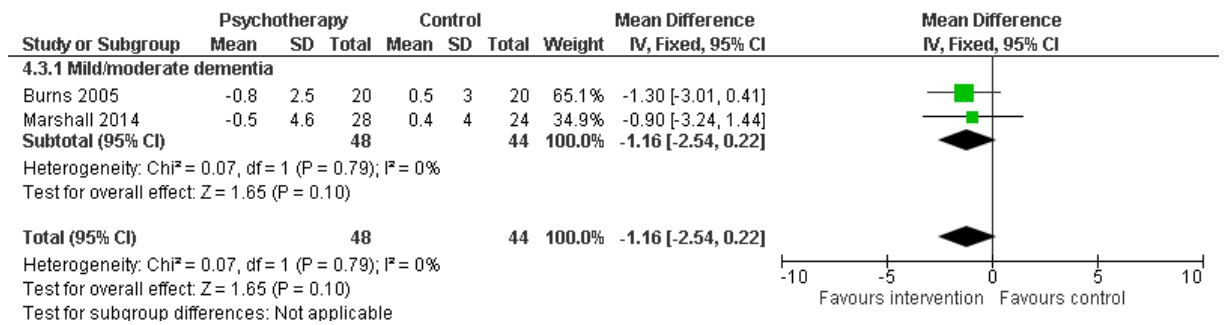 Psychotherapy Control Mean Difference Mean Difference
Study or Subgroup Mean SD Total Mean SD Total Weight IV, Fixed, 95% CI IV, Fixed, 95% CI
4.3.1 Mild/moderate dementia
Burns 2005 -0.8 2.5 20 0.5 3 20 65.1% -1.30 [-3.01, 0.41]
Marshall 2014 -0.5 4.6 28 0.4 4 24 34.9% -0.90 [-3.24, 1.44]
Subtotal (95% CI) 48 44 100.0% -1.16 [-2.54, 0.22]
Heterogeneity: Chi² = 0.07, df = 1 (P = 0.79); I² = 0%
Test for overall effect: Z = 1.65 (P = 0.10)
Total (95% CI) 48 44 100.0% -1.16 [-2.54, 0.22]
Heterogeneity: Chi² = 0.07, df = 1 (P = 0.79); I² = 0%
Test for overall effect: Z = 1.65 (P = 0.10)
Test for subgroup differences: Not applicable
-10 -5 0 5 10
Favours intervention Favours control